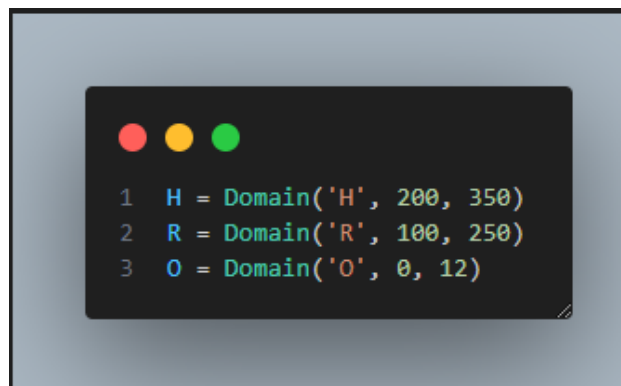 1 H = Domain('H', 200, 350)
2 R = Domain('R', 100, 250)
3 O = Domain('O', 0, 12)